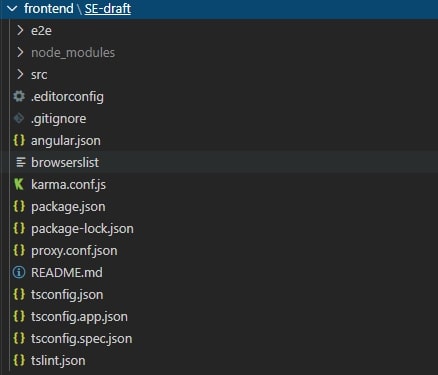 frontend \ SE-draft
e2e
node_modules
src
.editorconfig
.gitignore
angular.json
browserslist
karma.conf.js
package.json
package-lock.json
proxy.conf.json
README.md
tsconfig.json
tsconfig.app.json
tsconfig.spec.json
tslint.json